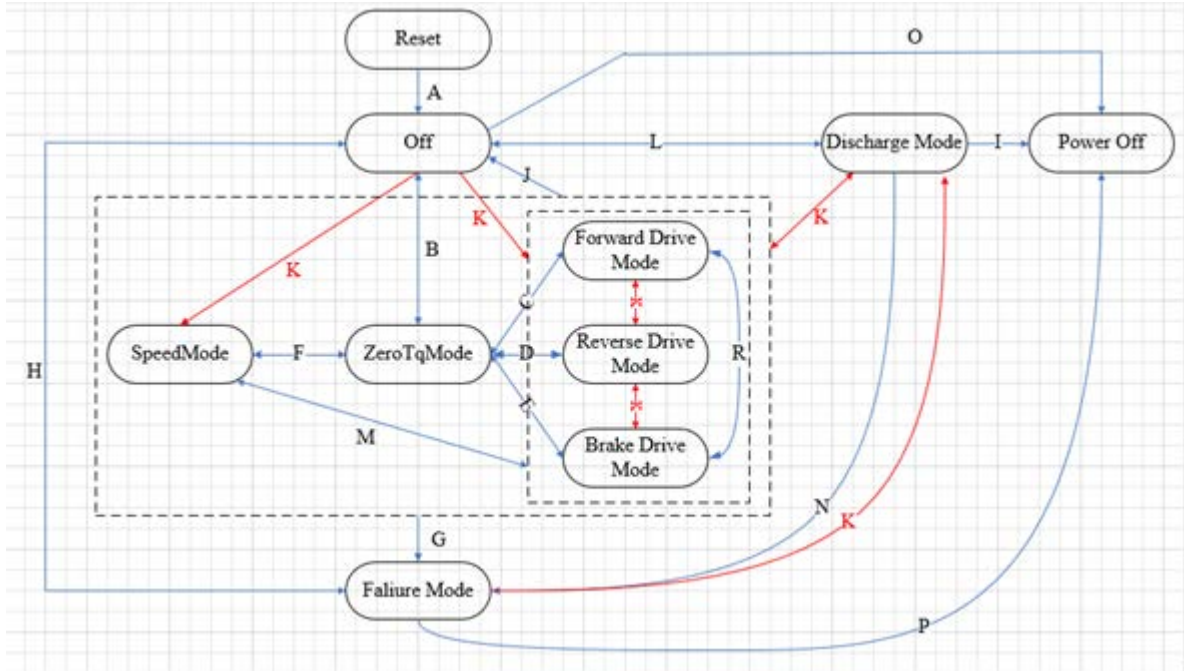 Reset
A
O
Off
L
Discharge Mode
I
Power Off
J
K
K
B
K
Forward Drive
Mode
SpeedMode
F
ZeroTqMode
D
Reverse Drive
Mode
R
H
M
Brake Drive
Mode
N
K
G
Faliure Mode
P